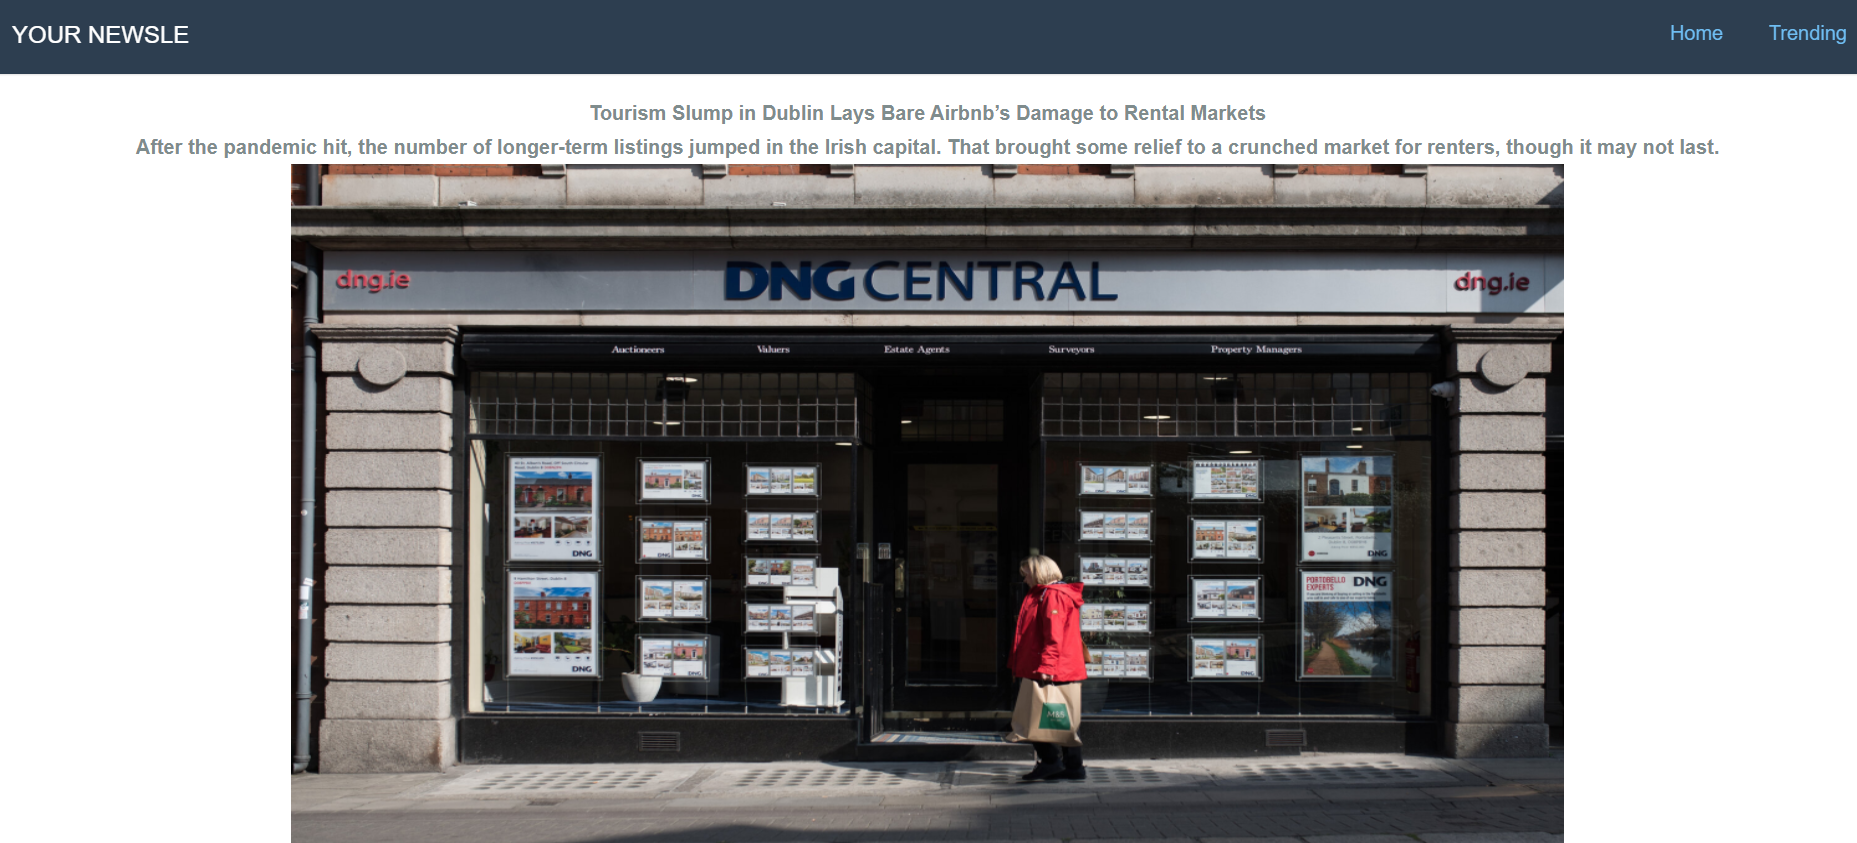 YOUR NEWSLE
Home Trending
Tourism Slump in Dublin Lays Bare Airbnb’s Damage to Rental Markets
After the pandemic hit, the number of longer-term listings jumped in the Irish capital. That brought some relief to a crunched market for renters, though it may not last.
dng.ie DNG CENTRAL dng.ie
Auctioneers Valuers Estate Agents Surveyors Property Managers
DNG
DNG
DNG
PORTOBELLO EXPERTS DNG
M&S